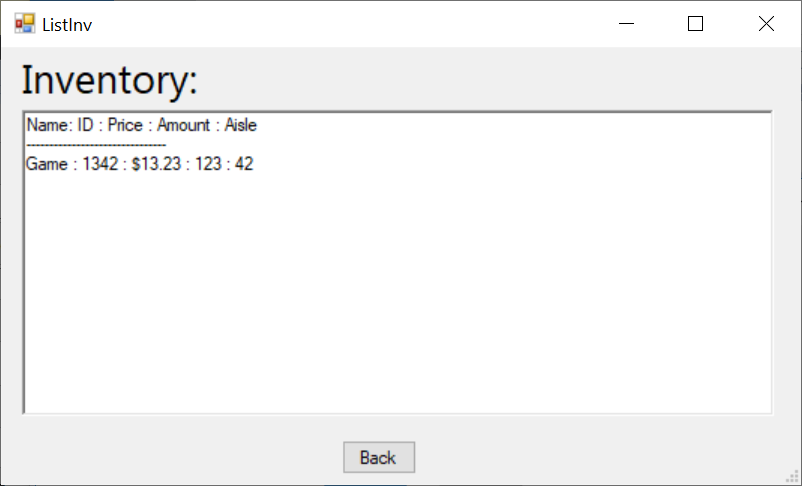 ListInv
Inventory:
Name: ID : Price : Amount : Aisle
-------------------------------
Game : 1342 : $13.23 : 123 : 42
Back